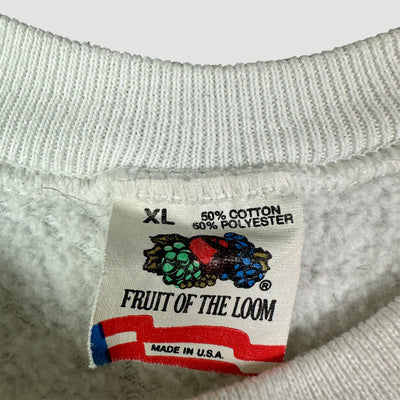 XL
50% COTTON
50% POLYESTER
®
FRUIT OF THE LOOM
MADE IN U.S.A.